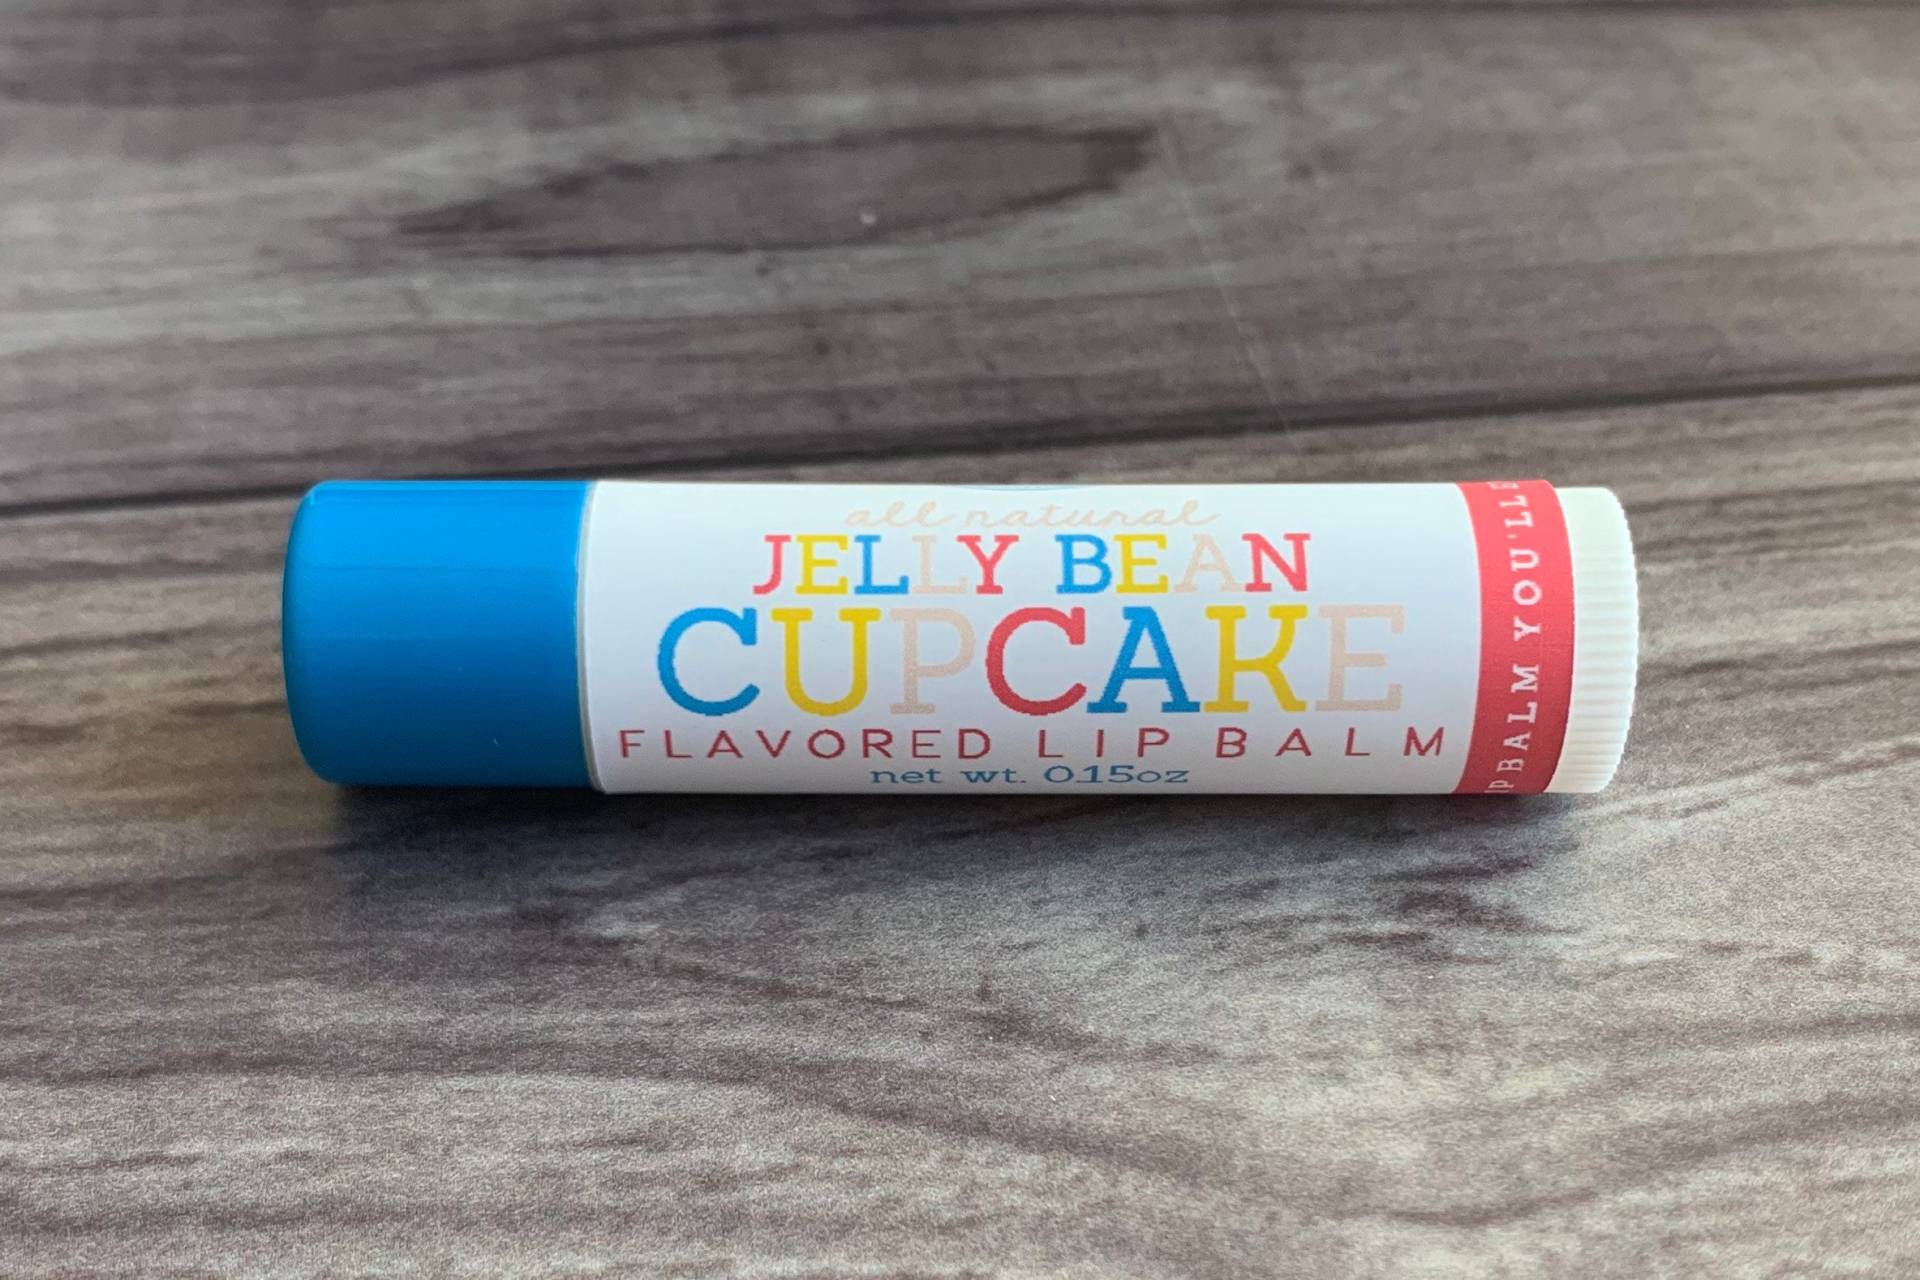 all natural
JELLY BEAN
CUPCAKE
FLAVORED LIP BALM
net wt. 0.15oz
BALM YOU'LL